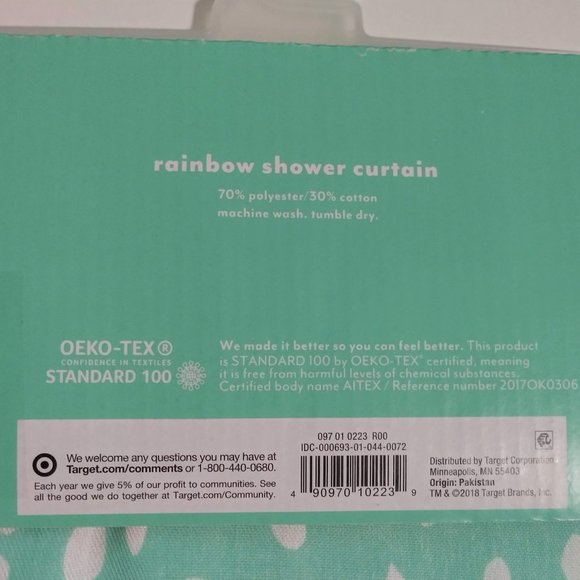 rainbow shower curtain
70% polyester/30% cotton
machine wash. tumble dry.
OEKO-TEX®
CONFIDENCE IN TEXTILES
STANDARD 100
We made it better so you can feel better. This product
is STANDARD 100 by OEKO-TEX® certified, meaning
it is free from harmful levels of chemical substances.
Certified body name AITEX / Reference number 2017OK0306
We welcome any questions you may have at
Target.com/comments or 1-800-440-0680.
Each year we give 5% of our profit to communities. See
all the good we do together at Target.com/Community.
097 01 0223 R00
IDC-000693-01-044-0072
4 90970 10223 9
Distributed by Target Corporation
Minneapolis, MN 55403
Origin: Pakistan
TM & ©2018 Target Brands, Inc.